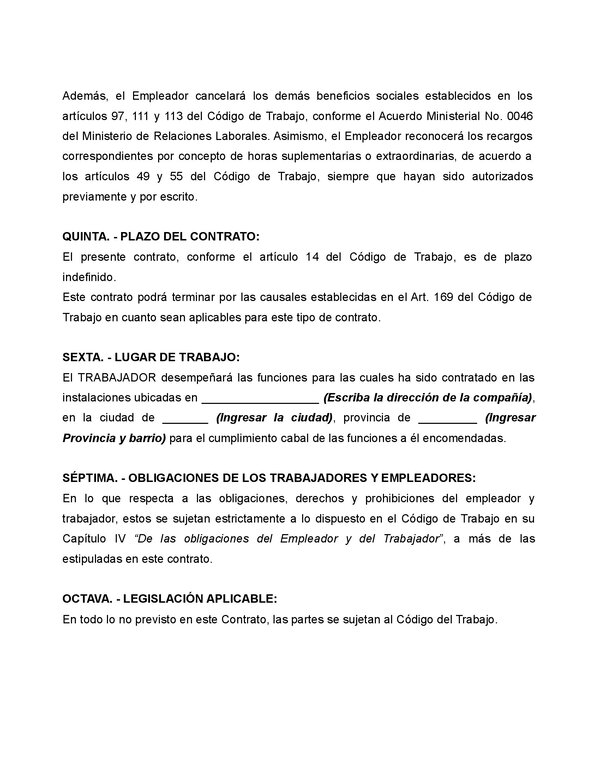 Además, el Empleador cancelará los demás beneficios sociales establecidos en los
artículos 97, 111 y 113 del Código de Trabajo, conforme el Acuerdo Ministerial No. 0046
del Ministerio de Relaciones Laborales. Asimismo, el Empleador reconocerá los recargos
correspondientes por concepto de horas suplementarias o extraordinarias, de acuerdo a
los artículos 49 y 55 del Código de Trabajo, siempre que hayan sido autorizados
previamente y por escrito.
QUINTA. - PLAZO DEL CONTRATO:
El presente contrato, conforme el artículo 14 del Código de Trabajo, es de plazo
indefinido.
Este contrato podrá terminar por las causales establecidas en el Art. 169 del Código de
Trabajo en cuanto sean aplicables para este tipo de contrato.
SEXTA. - LUGAR DE TRABAJO:
El TRABAJADOR desempeñará las funciones para las cuales ha sido contratado en las
instalaciones ubicadas en __________________ (Escriba la dirección de la compañía),
en la ciudad de _______ (Ingresar la ciudad), provincia de _________ (Ingresar
Provincia y barrio) para el cumplimiento cabal de las funciones a él encomendadas.
SÉPTIMA. - OBLIGACIONES DE LOS TRABAJADORES Y EMPLEADORES:
En lo que respecta a las obligaciones, derechos y prohibiciones del empleador y
trabajador, estos se sujetan estrictamente a lo dispuesto en el Código de Trabajo en su
Capítulo IV “De las obligaciones del Empleador y del Trabajador”, a más de las
estipuladas en este contrato.
OCTAVA. - LEGISLACIÓN APLICABLE:
En todo lo no previsto en este Contrato, las partes se sujetan al Código del Trabajo.